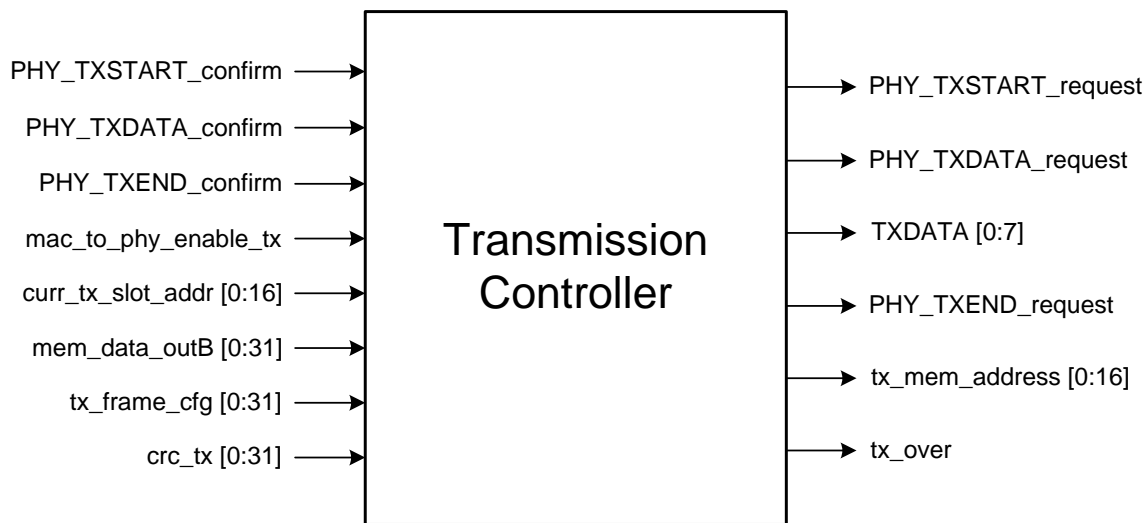 PHY_TXSTART_confirm
PHY_TXDATA_confirm
PHY_TXEND_confirm
mac_to_phy_enable_tx
curr_tx_slot_addr [0:16]
mem_data_outB [0:31]
tx_frame_cfg [0:31]
crc_tx [0:31]
Transmission
Controller
PHY_TXSTART_request
PHY_TXDATA_request
TXDATA [0:7]
PHY_TXEND_request
tx_mem_address [0:16]
tx_over